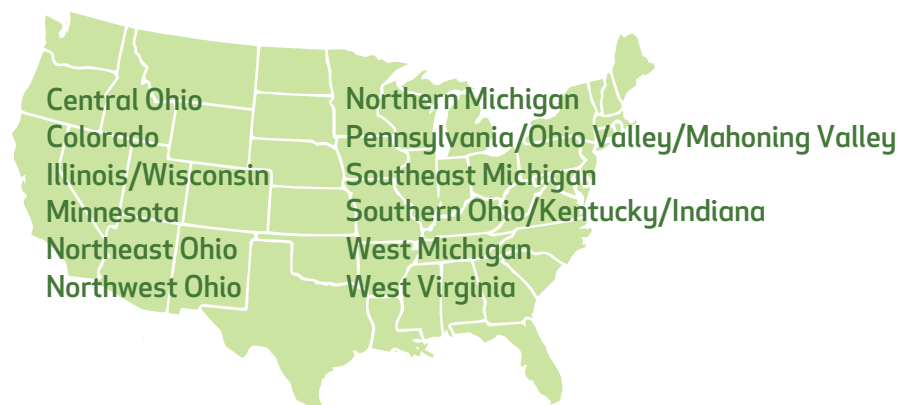 Central Ohio
Colorado
Illinois/Wisconsin
Minnesota
Northeast Ohio
Northwest Ohio
Northern Michigan
Pennsylvania/Ohio Valley/Mahoning Valley
Southeast Michigan
Southern Ohio/Kentucky/Indiana
West Michigan
West Virginia